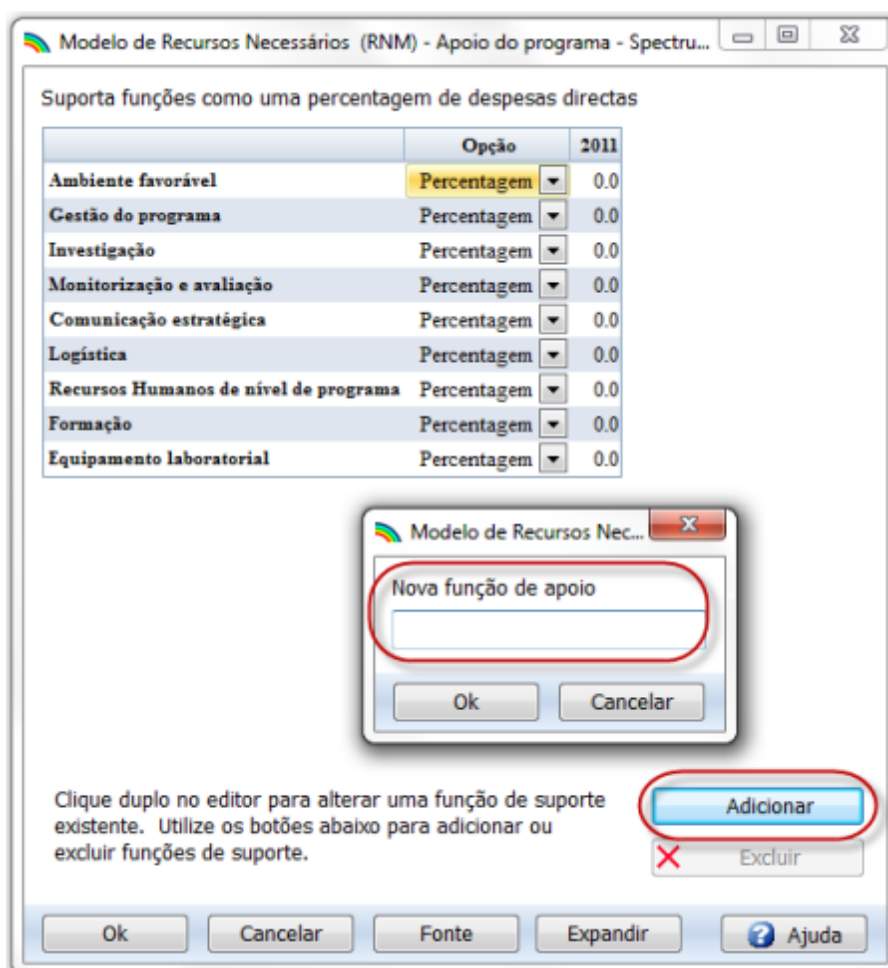 Modelo de Recursos Necessários (RNM) - Apoio do programa - Spectru...
Suporta funções como uma percentagem de despesas directas
Opção 2011
Ambiente favorável Percentagem 0.0
Gestão do programa Percentagem 0.0
Investigação Percentagem 0.0
Monitorização e avaliação Percentagem 0.0
Comunicação estratégica Percentagem 0.0
Logística Percentagem 0.0
Recursos Humanos de nível de programa Percentagem 0.0
Formação Percentagem 0.0
Equipamento laboratorial Percentagem 0.0
Modelo de Recursos Nec...
Nova função de apoio
Ok Cancelar
Clique duplo no editor para alterar uma função de suporte
existente. Utilize os botões abaixo para adicionar ou
excluir funções de suporte.
Adicionar
Excluir
Ok Cancelar Fonte Expandir Ajuda